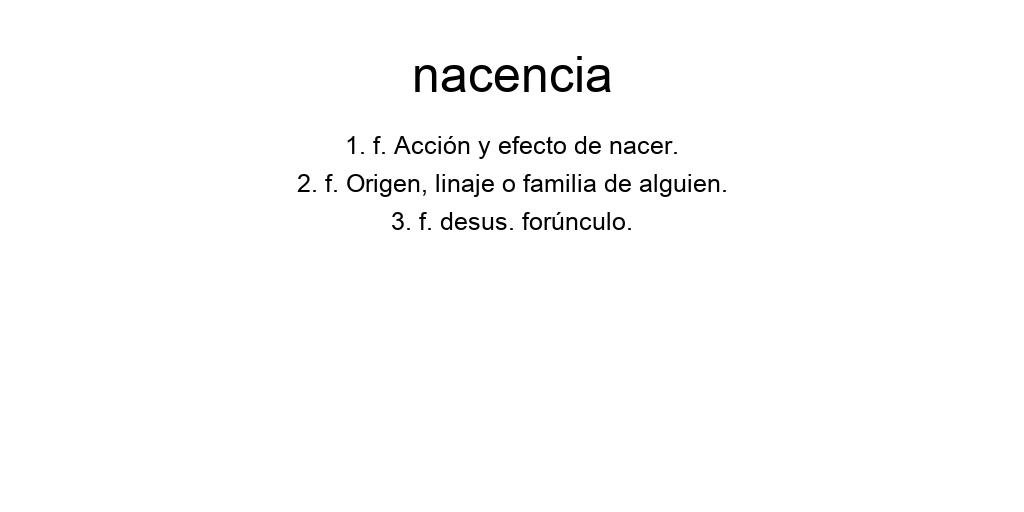 nacencia
1. f. Acción y efecto de nacer.
2. f. Origen, linaje o familia de alguien.
3. f. desus. forúnculo.